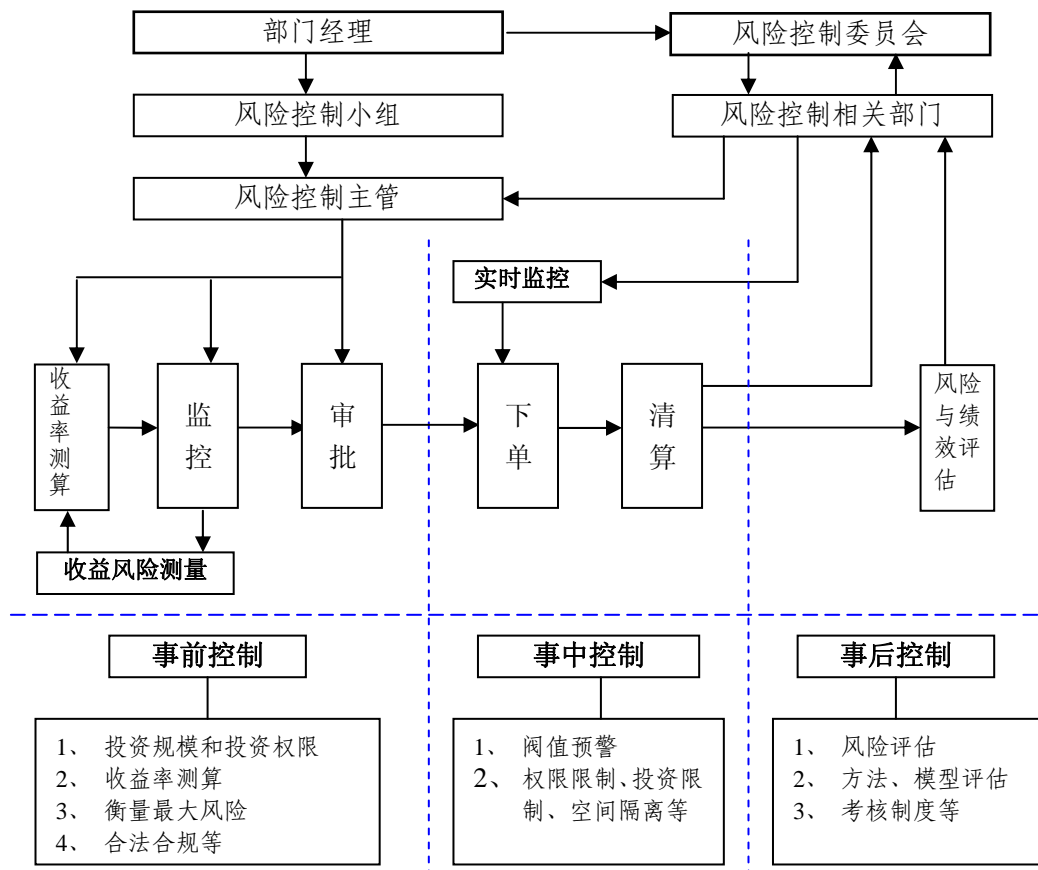 部门经理
风险控制委员会
风险控制小组
风险控制相关部门
风险控制主管
实时监控
收益率测算
监控
审批
下单
清算
风险
与绩
效评
估
收益风险测量
事前控制
事中控制
事后控制
1、 投资规模和投资权限
2、 收益率测算
3、 衡量最大风险
4、 合法合规等
1、 阀值预警
2、 权限限制、投资限
制、空间隔离等
1、 风险评估
2、 方法、模型评估
3、 考核制度等